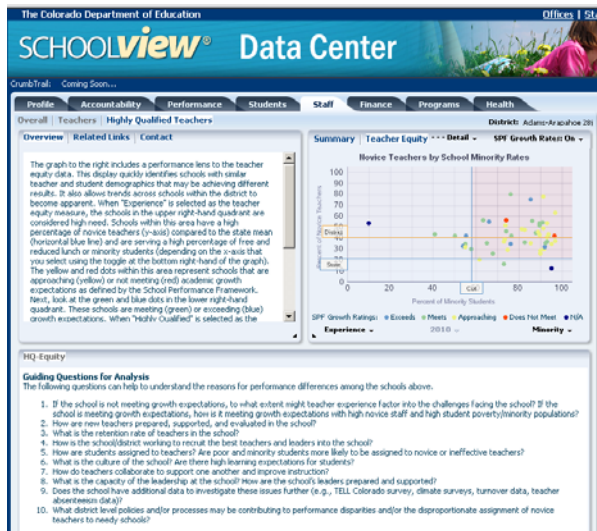 The Colorado Department of Education
Offices | St
SCHOOLVIEW® Data Center
CrumbTrail: Coming Soon...
Profile Accountability Performance Students Staff Finance Programs Health
Overall | Teachers | Highly Qualified Teachers
District: Adams-Arapahoe 28J
Overview | Related Links | Contact
The graph to the right includes a performance lens to the teacher
equity data. This display quickly identifies schools with similar
teacher and student demographics that may be achieving different
results. It also allows trends across schools within the district to
become apparent. When "Experience" is selected as the teacher
equity measure, the schools in the upper right-hand quadrant are
considered high need. Schools within this area have a high
percentage of novice teachers (y-axis) compared to the state mean
(horizontal blue line) and are serving a high percentage of free and
reduced lunch or minority students (depending on the x-axis that
you select using the toggle at the bottom right-hand of the graph).
The yellow and red dots within this area represent schools that are
approaching (yellow) or not meeting (red) academic growth
expectations as defined by the School Performance Framework.
Next, look at the green and blue dots in the lower right-hand
quadrant. These schools are meeting (green) or exceeding (blue)
growth expectations. When "Highly Qualified" is selected as the
Summary | Teacher Equity --- Detail SPF Growth Rates: On
Novice Teachers by School Minority Rates
100
90
80
70
60
50
40
30
20
10
0
Percent of Novice Teachers
District
State
0 20 40 60 80 100
Percent of Minority Students
SPF Growth Ratings: Exceeds Meets Approaching Does Not Meet N/A
Experience 2010 Minority
HQ-Equity
Guiding Questions for Analysis
The following questions can help to understand the reasons for performance differences among the schools above.
1. If the school is not meeting growth expectations, to what extent might teacher experience factor into the challenges facing the school? If the
school is meeting growth expectations, how is it meeting growth expectations with high novice staff and high student poverty/minority populations?
2. How are new teachers prepared, supported, and evaluated in the school?
3. What is the retention rate of teachers in the school?
4. How is the school/district working to recruit the best teachers and leaders into the school?
5. How are students assigned to teachers? Are poor and minority students more likely to be assigned to novice or ineffective teachers?
6. What is the culture of the school? Are there high learning expectations for students?
7. How do teachers collaborate to support one another and improve instruction?
8. What is the capacity of the leadership at the school? How are the school's leaders prepared and supported?
9. Does the school have additional data to investigate these issues further (e.g., TELL Colorado survey, climate surveys, turnover data, teacher
absenteeism data)?
10. What district level policies and/or processes may be contributing to performance disparities and/or the disproportionate assignment of novice
teachers to needy schools?